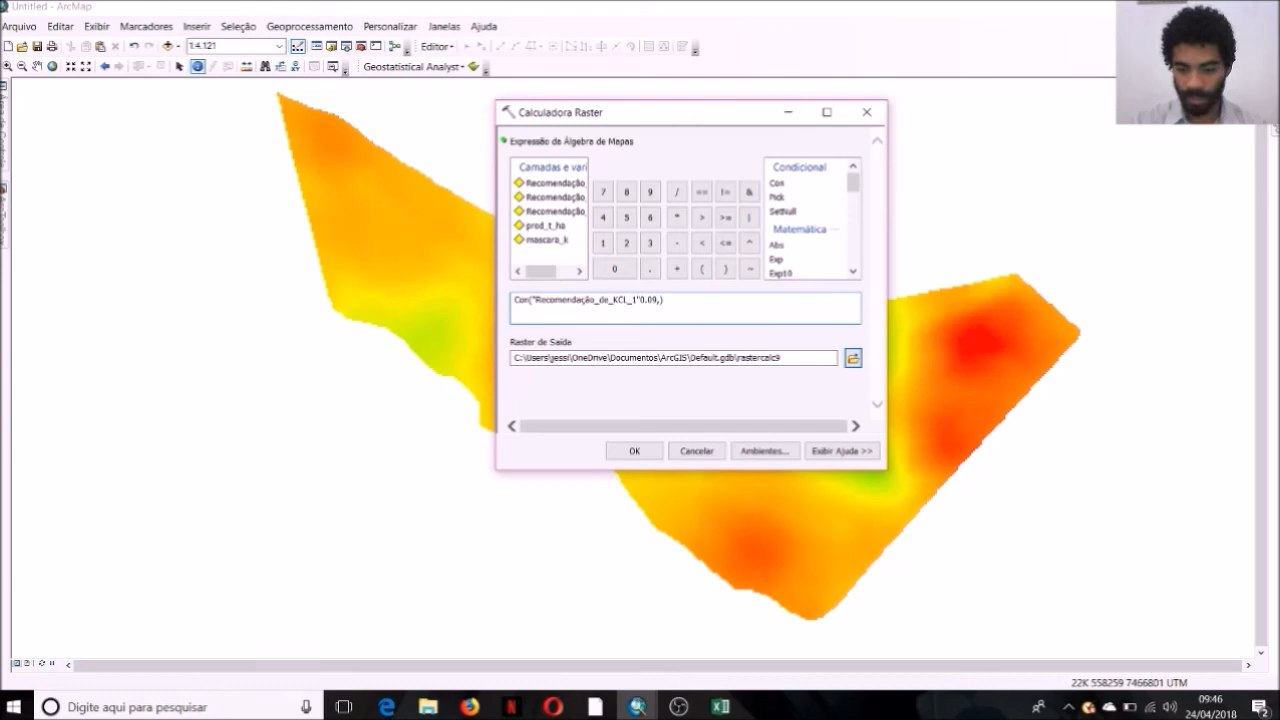 Untitled - ArcMap
Arquivo Editar Exibir Marcadores Inserir Seleção Geoprocessamento Personalizar Janelas Ajuda
1:4.121
Editor
Geostatistical Analyst
Calculadora Raster
Expressão da Álgebra de Mapas
Camadas e vari
Recomendação_
Recomendação_
Recomendação_
prod_t_ha
mascara_k
7 8 9 / == != &
4 5 6 * > >= |
1 2 3 - < <= ^
0 . + ( ) ~
Condicional
Con
Pick
SetNull
Matemática
Abs
Exp
Exp10
Con("Recomendação_de_KCL_1"0.09,)
Raster de Saída
C:\Users\jessi\OneDrive\Documentos\ArcGIS\Default.gdb\rastercalc9
OK Cancelar Ambientes... Exibir Ajuda >>
22K 558259 7466801 UTM
Digite aqui para pesquisar
09:46
24/04/2018